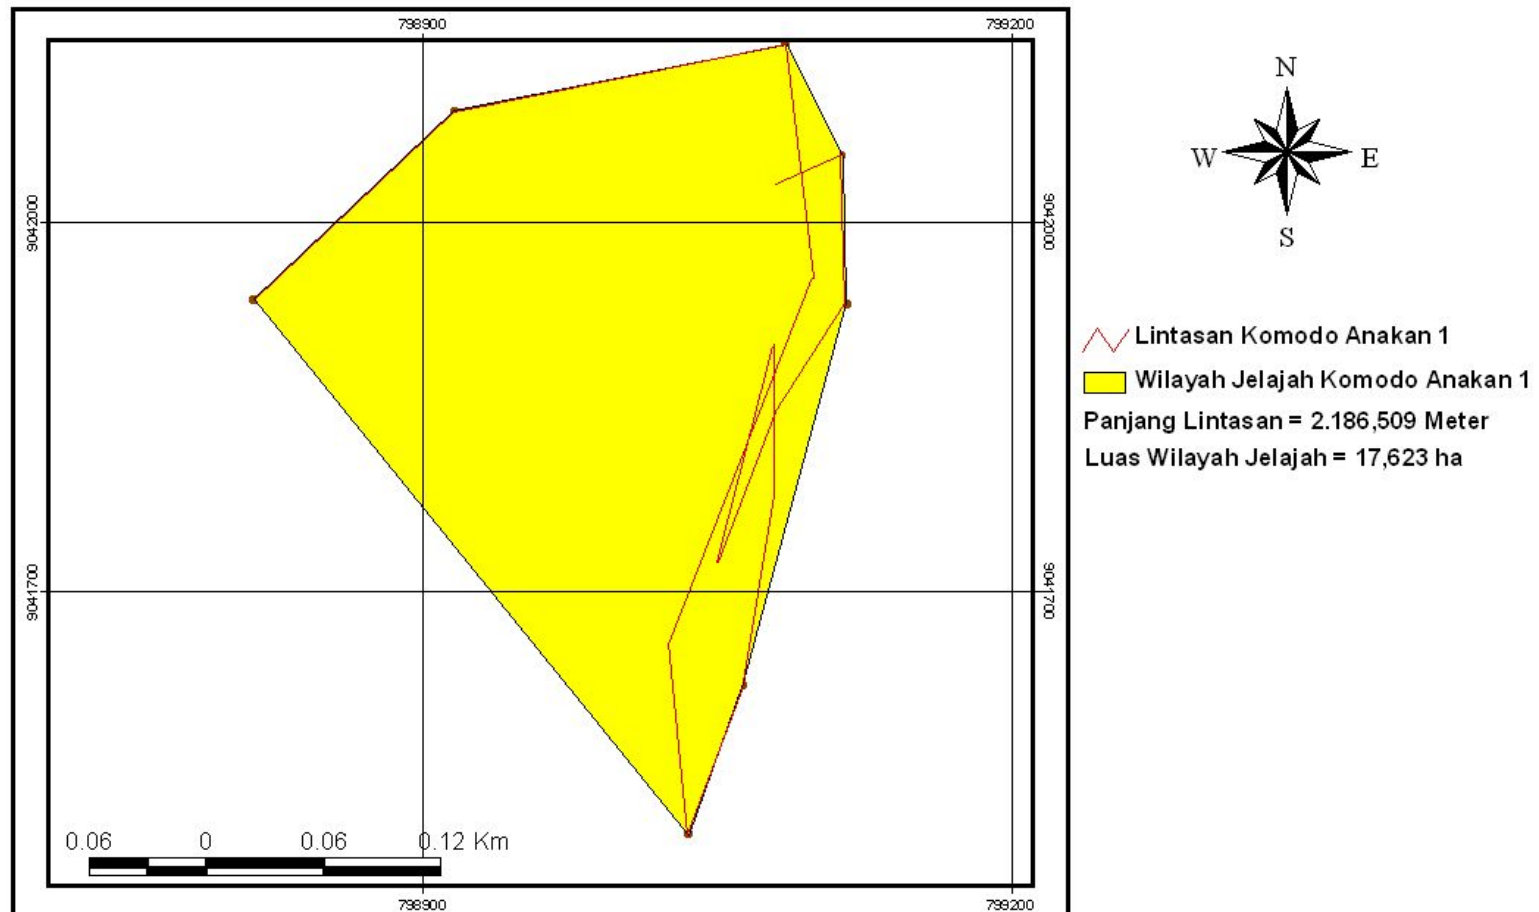 798900 799200
N
W E
S
9042000 9042000
Lintasan Komodo Anakan 1
Wilayah Jelajah Komodo Anakan 1
Panjang Lintasan = 2.186,509 Meter
Luas Wilayah Jelajah = 17,623 ha
9041700 9041700
0.06 0 0.06 0.12 Km
798900 799200